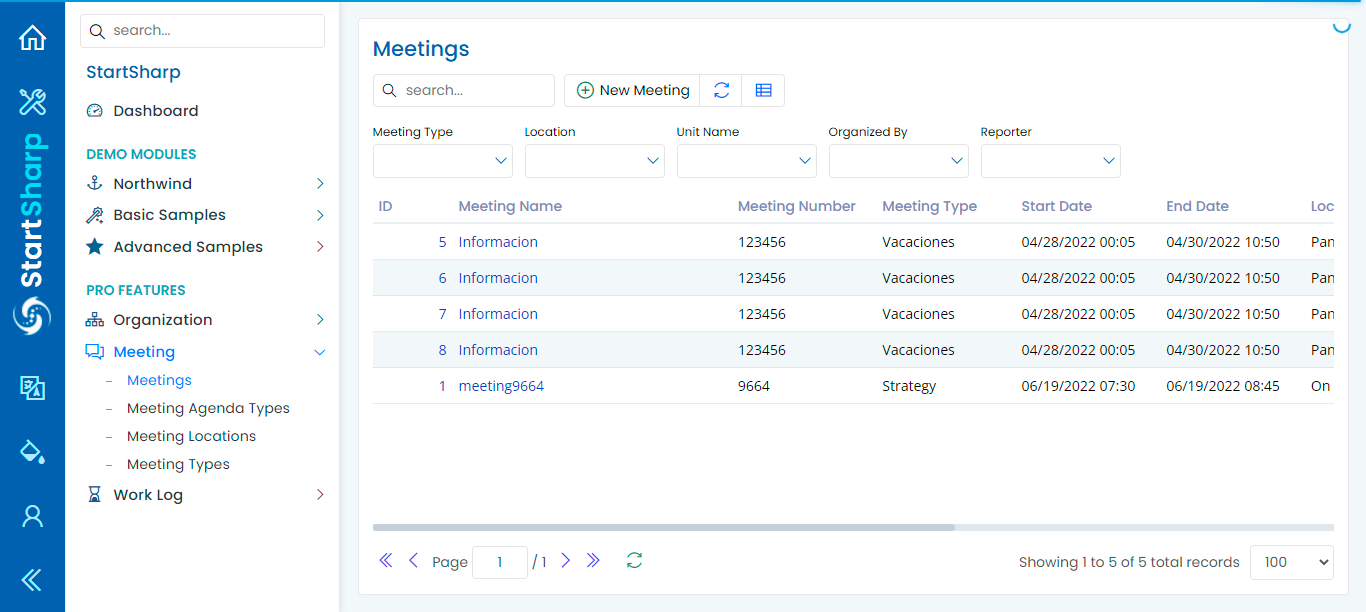 search...
StartSharp
Dashboard
DEMO MODULES
Northwind
Basic Samples
Advanced Samples
PRO FEATURES
Organization
Meeting
Meetings
Meeting Agenda Types
Meeting Locations
Meeting Types
Work Log
StartSharp
Meetings
search...
New Meeting
Meeting Type Location Unit Name Organized By Reporter
ID Meeting Name Meeting Number Meeting Type Start Date End Date Loc
5 Informacion 123456 Vacaciones 04/28/2022 00:05 04/30/2022 10:50 Pan
6 Informacion 123456 Vacaciones 04/28/2022 00:05 04/30/2022 10:50 Pan
7 Informacion 123456 Vacaciones 04/28/2022 00:05 04/30/2022 10:50 Pan
8 Informacion 123456 Vacaciones 04/28/2022 00:05 04/30/2022 10:50 Pan
1 meeting9664 9664 Strategy 06/19/2022 07:30 06/19/2022 08:45 On
Page 1 / 1 Showing 1 to 5 of 5 total records 100